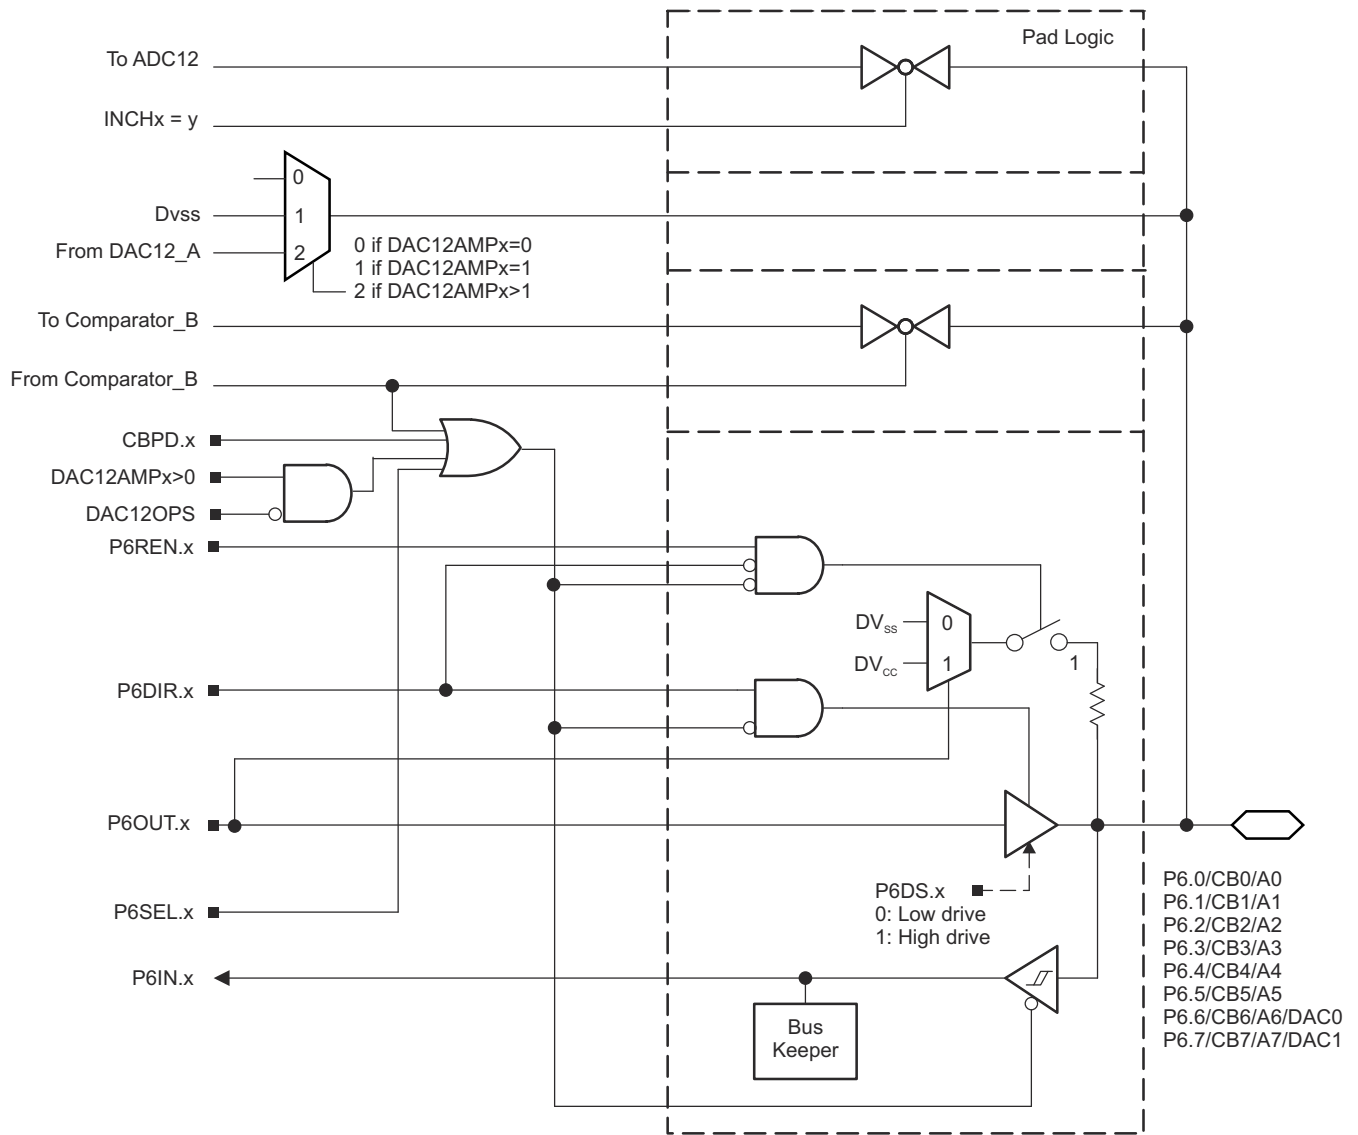 Pad Logic
To ADC12
INCHx = y
0
Dvss
1
From DAC12_A
2
0 if DAC12AMPx=0
1 if DAC12AMPx=1
2 if DAC12AMPx>1
To Comparator_B
From Comparator_B
CBPD.x
DAC12AMPx>0
DAC12OPS
P6REN.x
DVss
0
DVcc
1
1
P6DIR.x
P6OUT.x
P6DS.x
0: Low drive
1: High drive
P6SEL.x
P6IN.x
Bus
Keeper
P6.0/CB0/A0
P6.1/CB1/A1
P6.2/CB2/A2
P6.3/CB3/A3
P6.4/CB4/A4
P6.5/CB5/A5
P6.6/CB6/A6/DAC0
P6.7/CB7/A7/DAC1